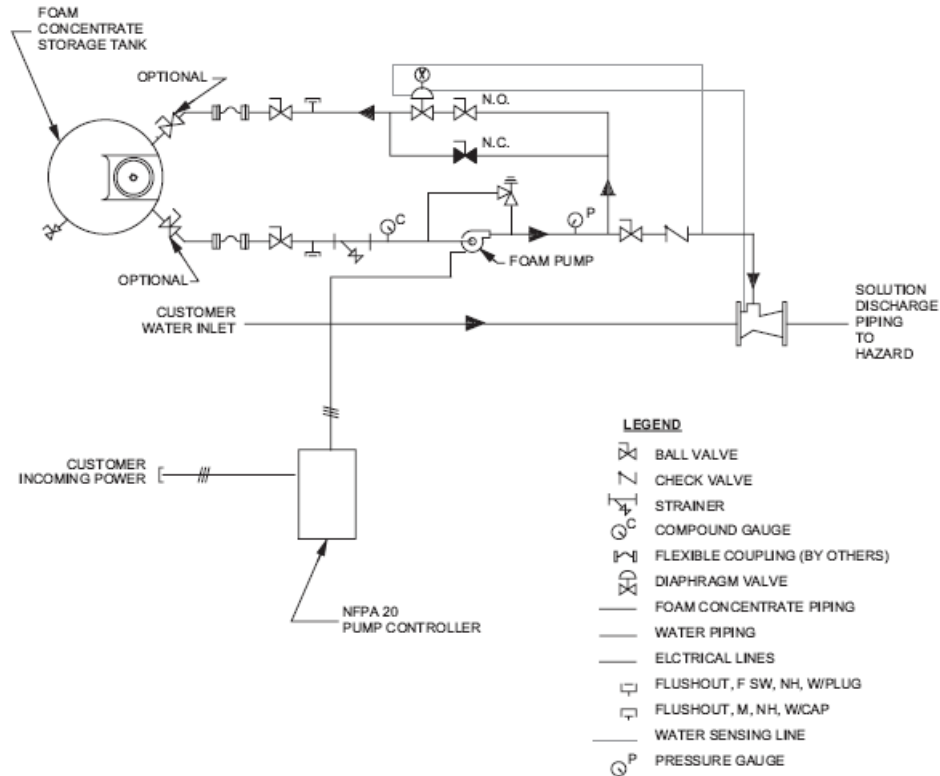 FOAM
CONCENTRATE
STORAGE TANK
OPTIONAL
N.O.
N.C.
C
P
FOAM PUMP
OPTIONAL
CUSTOMER
WATER INLET
SOLUTION
DISCHARGE
PIPING
TO
HAZARD
CUSTOMER
INCOMING POWER
NFPA 20
PUMP CONTROLLER
LEGEND
BALL VALVE
CHECK VALVE
STRAINER
C COMPOUND GAUGE
FLEXIBLE COUPLING (BY OTHERS)
DIAPHRAGM VALVE
FOAM CONCENTRATE PIPING
WATER PIPING
ELCTRICAL LINES
FLUSHOUT, F SW, NH, W/PLUG
FLUSHOUT, M, NH, W/CAP
WATER SENSING LINE
P PRESSURE GAUGE